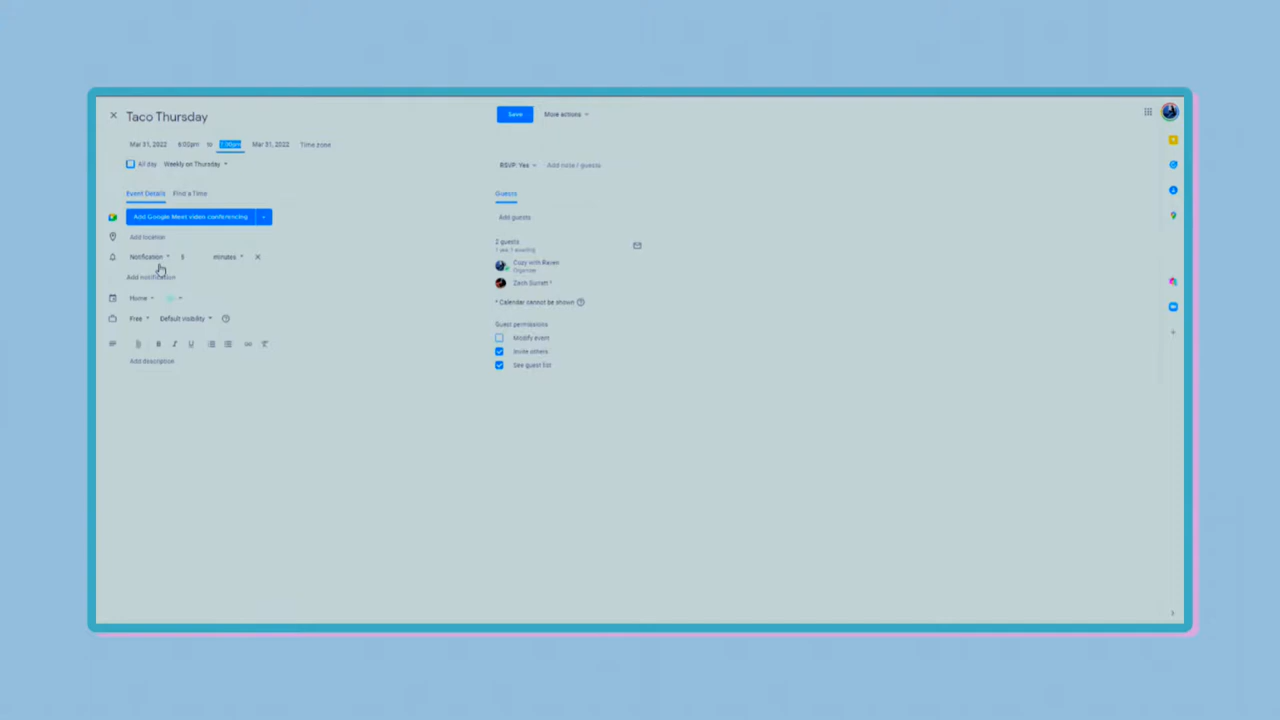 Taco Thursday
Save
More actions
Mar 31, 2022 6:00pm to 7:00pm Mar 31, 2022 Time zone
All day Weekly on Thursday
RSVP: Yes Add note / guests
Event Details Find a Time
Guests
Add Google Meet video conferencing
Add guests
Add location
2 guests
Notification minutes
Cozy with
Organizer
Add notification
Zach Surratt *
Home
* Calendar cannot be shown
Free Default visibility
Guest permissions
Modify event
B I U
Invite others
Add description
See guest list